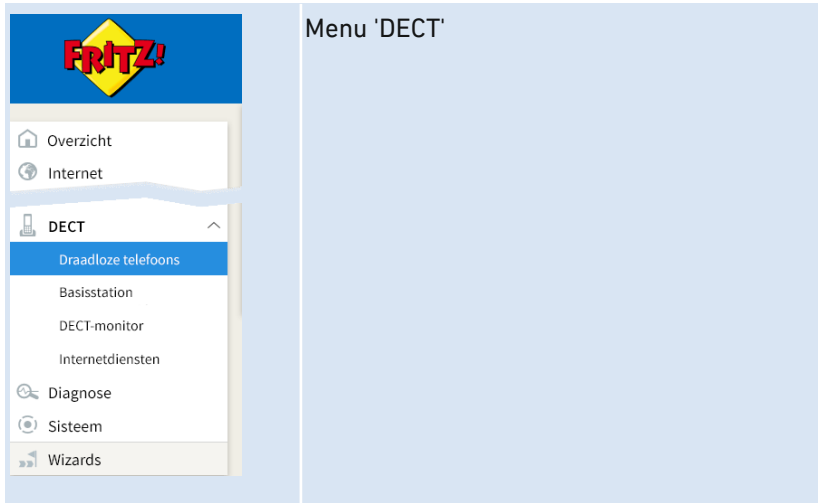 FRITZ!
Menu 'DECT'
Overzicht
Internet
DECT
Draadloze telefoons
Basisstation
DECT-monitor
Internetdiensten
Diagnose
Sisteem
Wizards